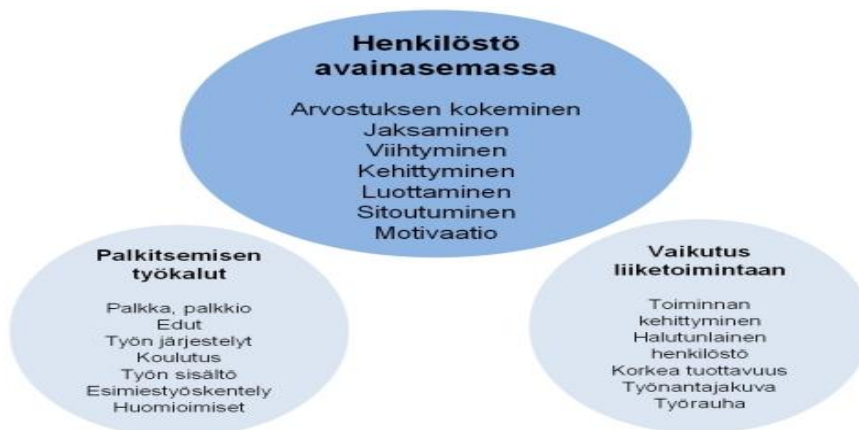 Henkilöstö
avainasemassa
Arvostuksen kokeminen
Jaksaminen
Viihtyminen
Kehittyminen
Luottaminen
Sitoutuminen
Motivaatio
Palkitsemisen
työkalut
Palkka, palkkio
Edut
Työn järjestelyt
Koulutus
Työn sisältö
Esimiestyöskentely
Huomioimiset
Vaikutus
liiketoimintaan
Toiminnan
kehittyminen
Halutunlainen
henkilöstö
Korkea tuottavuus
Työnantajakuva
Työrauha